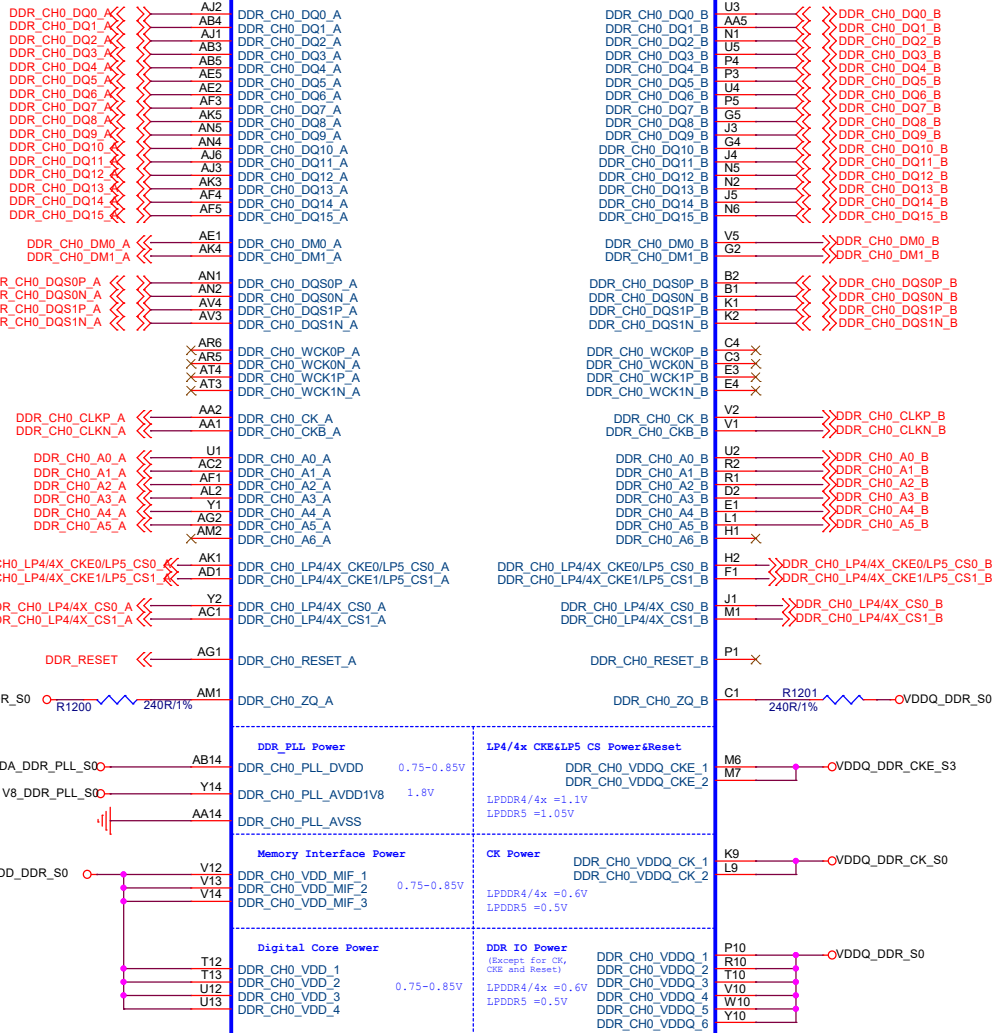 DDR_CH0_DQ0_A AJ2 DDR_CH0_DQ0_A DDR_CH0_DQ0_B U3 DDR_CH0_DQ0_B
DDR_CH0_DQ1_A AB4 DDR_CH0_DQ1_A DDR_CH0_DQ1_B AA5 DDR_CH0_DQ1_B
DDR_CH0_DQ2_A AJ1 DDR_CH0_DQ2_A DDR_CH0_DQ2_B N1 DDR_CH0_DQ2_B
DDR_CH0_DQ3_A AB3 DDR_CH0_DQ3_A DDR_CH0_DQ3_B U5 DDR_CH0_DQ3_B
DDR_CH0_DQ4_A AB5 DDR_CH0_DQ4_A DDR_CH0_DQ4_B P4 DDR_CH0_DQ4_B
DDR_CH0_DQ5_A AE5 DDR_CH0_DQ5_A DDR_CH0_DQ5_B P3 DDR_CH0_DQ5_B
DDR_CH0_DQ6_A AE2 DDR_CH0_DQ6_A DDR_CH0_DQ6_B U4 DDR_CH0_DQ6_B
DDR_CH0_DQ7_A AF3 DDR_CH0_DQ7_A DDR_CH0_DQ7_B P5 DDR_CH0_DQ7_B
DDR_CH0_DQ8_A AK5 DDR_CH0_DQ8_A DDR_CH0_DQ8_B G5 DDR_CH0_DQ8_B
DDR_CH0_DQ9_A AN5 DDR_CH0_DQ9_A DDR_CH0_DQ9_B J3 DDR_CH0_DQ9_B
DDR_CH0_DQ10_A AN4 DDR_CH0_DQ10_A DDR_CH0_DQ10_B G4 DDR_CH0_DQ10_B
DDR_CH0_DQ11_A AJ6 DDR_CH0_DQ11_A DDR_CH0_DQ11_B J4 DDR_CH0_DQ11_B
DDR_CH0_DQ12_A AJ3 DDR_CH0_DQ12_A DDR_CH0_DQ12_B N5 DDR_CH0_DQ12_B
DDR_CH0_DQ13_A AK3 DDR_CH0_DQ13_A DDR_CH0_DQ13_B N2 DDR_CH0_DQ13_B
DDR_CH0_DQ14_A AF4 DDR_CH0_DQ14_A DDR_CH0_DQ14_B J5 DDR_CH0_DQ14_B
DDR_CH0_DQ15_A AF5 DDR_CH0_DQ15_A DDR_CH0_DQ15_B N6 DDR_CH0_DQ15_B
DDR_CH0_DM0_A AE1 DDR_CH0_DM0_A DDR_CH0_DM0_B V5 DDR_CH0_DM0_B
DDR_CH0_DM1_A AK4 DDR_CH0_DM1_A DDR_CH0_DM1_B G2 DDR_CH0_DM1_B
R_CH0_DQS0P_A AN1 DDR_CH0_DQS0P_A DDR_CH0_DQS0P_B B2 DDR_CH0_DQS0P_B
R_CH0_DQS0N_A AN2 DDR_CH0_DQS0N_A DDR_CH0_DQS0N_B B1 DDR_CH0_DQS0N_B
R_CH0_DQS1P_A AV4 DDR_CH0_DQS1P_A DDR_CH0_DQS1P_B K1 DDR_CH0_DQS1P_B
R_CH0_DQS1N_A AV3 DDR_CH0_DQS1N_A DDR_CH0_DQS1N_B K2 DDR_CH0_DQS1N_B
AR6 DDR_CH0_WCK0P_A DDR_CH0_WCK0P_B C4
AR5 DDR_CH0_WCK0N_A DDR_CH0_WCK0N_B C3
AT4 DDR_CH0_WCK1P_A DDR_CH0_WCK1P_B E3
AT3 DDR_CH0_WCK1N_A DDR_CH0_WCK1N_B E4
DDR_CH0_CLKP_A AA2 DDR_CH0_CK_A DDR_CH0_CK_B V2 DDR_CH0_CLKP_B
DDR_CH0_CLKN_A AA1 DDR_CH0_CKB_A DDR_CH0_CKB_B V1 DDR_CH0_CLKN_B
DDR_CH0_A0_A U1 DDR_CH0_A0_A DDR_CH0_A0_B U2 DDR_CH0_A0_B
DDR_CH0_A1_A AC2 DDR_CH0_A1_A DDR_CH0_A1_B R2 DDR_CH0_A1_B
DDR_CH0_A2_A AF1 DDR_CH0_A2_A DDR_CH0_A2_B R1 DDR_CH0_A2_B
DDR_CH0_A3_A AL2 DDR_CH0_A3_A DDR_CH0_A3_B D2 DDR_CH0_A3_B
DDR_CH0_A4_A Y1 DDR_CH0_A4_A DDR_CH0_A4_B E1 DDR_CH0_A4_B
DDR_CH0_A5_A AG2 DDR_CH0_A5_A DDR_CH0_A5_B L1 DDR_CH0_A5_B
AM2 DDR_CH0_A6_A DDR_CH0_A6_B H1
CH0_LP4/4X_CKE0/LP5_CS0_A AK1 DDR_CH0_LP4/4X_CKE0/LP5_CS0_A DDR_CH0_LP4/4X_CKE0/LP5_CS0_B H2 DDR_CH0_LP4/4X_CKE0/LP5_CS0_B
CH0_LP4/4X_CKE1/LP5_CS1_A AD1 DDR_CH0_LP4/4X_CKE1/LP5_CS1_A DDR_CH0_LP4/4X_CKE1/LP5_CS1_B F1 DDR_CH0_LP4/4X_CKE1/LP5_CS1_B
DR_CH0_LP4/4X_CS0_A Y2 DDR_CH0_LP4/4X_CS0_A DDR_CH0_LP4/4X_CS0_B J1 DDR_CH0_LP4/4X_CS0_B
DR_CH0_LP4/4X_CS1_A AC1 DDR_CH0_LP4/4X_CS1_A DDR_CH0_LP4/4X_CS1_B M1 DDR_CH0_LP4/4X_CS1_B
DDR_RESET AG1 DDR_CH0_RESET_A DDR_CH0_RESET_B P1
R_S0 R1200 240R/1% AM1 DDR_CH0_ZQ_A DDR_CH0_ZQ_B C1 R1201 240R/1% VDDQ_DDR_S0
DDR_PLL Power LP4/4x CKE&LP5 CS Power&Reset
DA_DDR_PLL_S0 AB14 DDR_CH0_PLL_DVDD 0.75-0.85V DDR_CH0_VDDQ_CKE_1 M6 VDDQ_DDR_CKE_S3
DDR_CH0_VDDQ_CKE_2 M7
V8_DDR_PLL_S0 Y14 DDR_CH0_PLL_AVDD1V8 1.8V LPDDR4/4x =1.1V
LPDDR5 =1.05V
AA14 DDR_CH0_PLL_AVSS
Memory Interface Power CK Power
DD_DDR_S0 V12 DDR_CH0_VDD_MIF_1 DDR_CH0_VDDQ_CK_1 K9 VDDQ_DDR_CK_S0
V13 DDR_CH0_VDD_MIF_2 0.75-0.85V DDR_CH0_VDDQ_CK_2 L9
V14 DDR_CH0_VDD_MIF_3 LPDDR4/4x =0.6V
LPDDR5 =0.5V
Digital Core Power DDR IO Power
(Except for CK,
CKE and Reset)
T12 DDR_CH0_VDD_1 DDR_CH0_VDDQ_1 P10 VDDQ_DDR_S0
T13 DDR_CH0_VDD_2 DDR_CH0_VDDQ_2 R10
U12 DDR_CH0_VDD_3 0.75-0.85V LPDDR4/4x =0.6V DDR_CH0_VDDQ_3 T10
U13 DDR_CH0_VDD_4 LPDDR5 =0.5V DDR_CH0_VDDQ_4 V10
DDR_CH0_VDDQ_5 W10
DDR_CH0_VDDQ_6 Y10